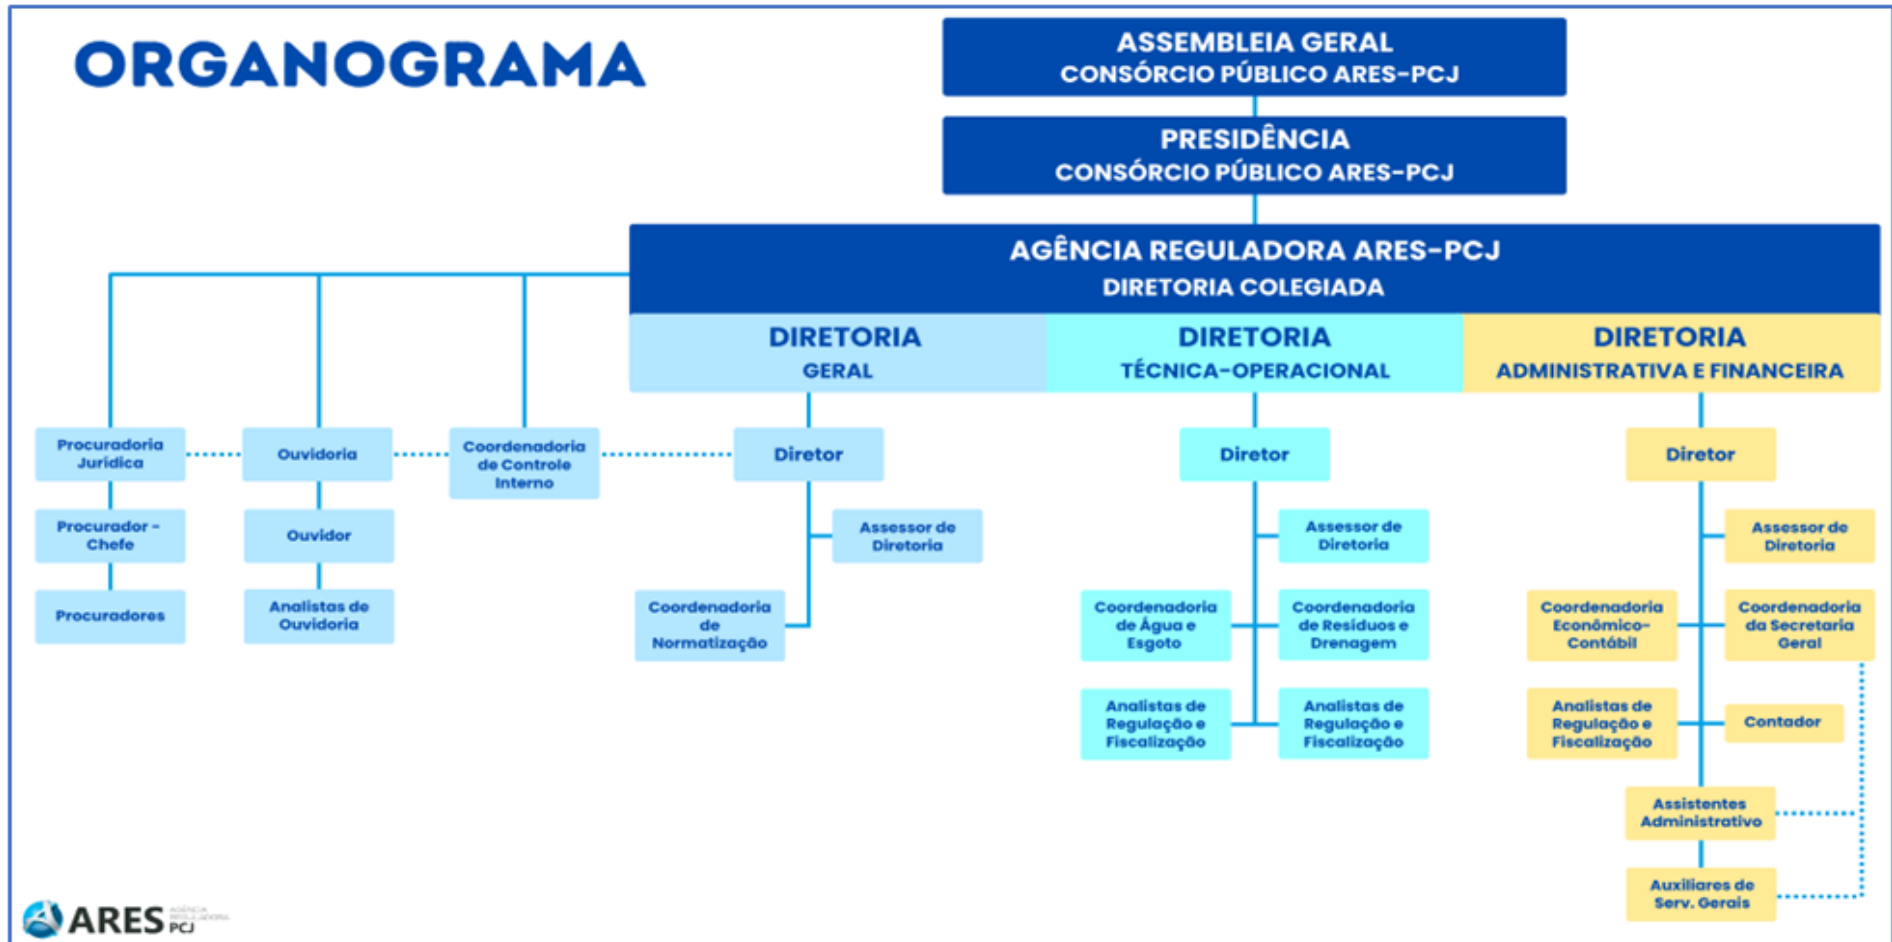 ORGANOGRAMA
ASSEMBLEIA GERAL
CONSÓRCIO PÚBLICO ARES-PCJ
PRESIDÊNCIA
CONSÓRCIO PÚBLICO ARES-PCJ
AGÊNCIA REGULADORA ARES-PCJ
DIRETORIA COLEGIADA
DIRETORIA
GERAL
DIRETORIA
TÉCNICA-OPERACIONAL
DIRETORIA
ADMINISTRATIVA E FINANCEIRA
Procuradoria
Jurídica
Ouvidoria
Coordenadoria
de Controle
Interno
Diretor
Diretor
Diretor
Procurador -
Chefe
Ouvidor
Assessor de
Diretoria
Assessor de
Diretoria
Assessor de
Diretoria
Procuradores
Analistas de
Ouvidoria
Coordenadoria
de
Normatização
Coordenadoria
de Água e
Esgoto
Coordenadoria
de Resíduos e
Drenagem
Coordenadoria
Econômico-
Contábil
Coordenadoria
da Secretaria
Geral
Analistas de
Regulação e
Fiscalização
Analistas de
Regulação e
Fiscalização
Analistas de
Regulação e
Fiscalização
Contador
Assistentes
Administrativo
Auxiliares de
Serv. Gerais
ARES
AGÊNCIA
REGULADORA
PCJ